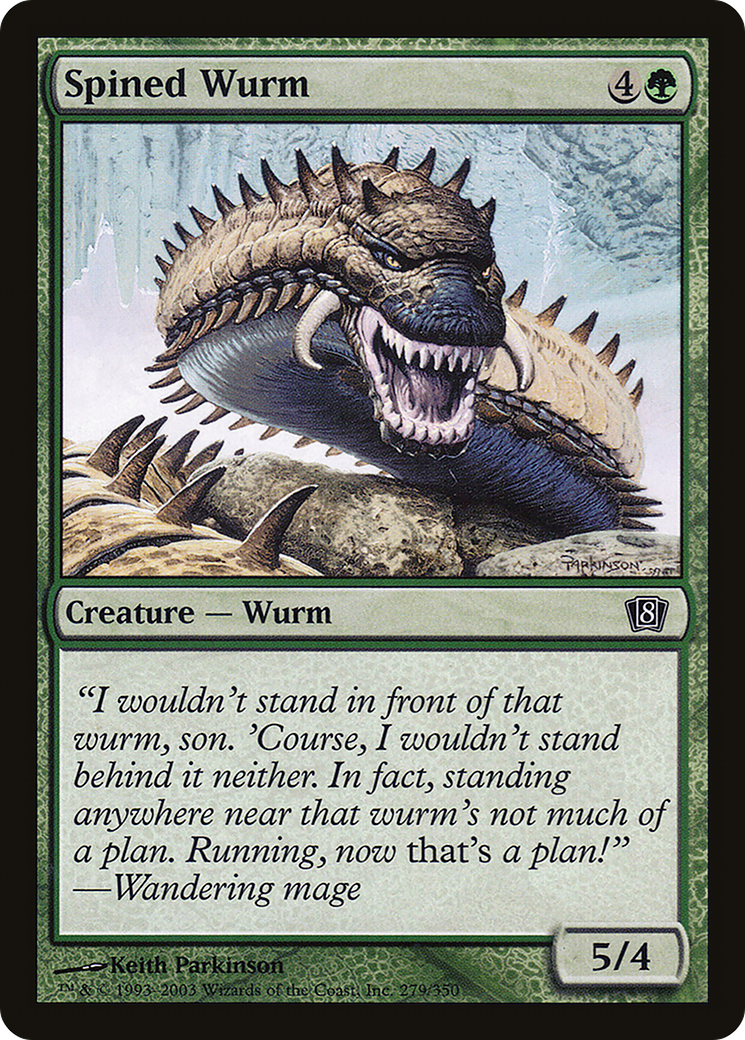 Spined Wurm 4
PARKINSON
Creature — Wurm 8
“I wouldn’t stand in front of that
wurm, son. ’Course, I wouldn’t stand
behind it neither. In fact, standing
anywhere near that wurm’s not much of
a plan. Running, now that’s a plan!”
—Wandering mage
5/4
Keith Parkinson
™ & © 1993–2003 Wizards of the Coast, Inc. 279/350